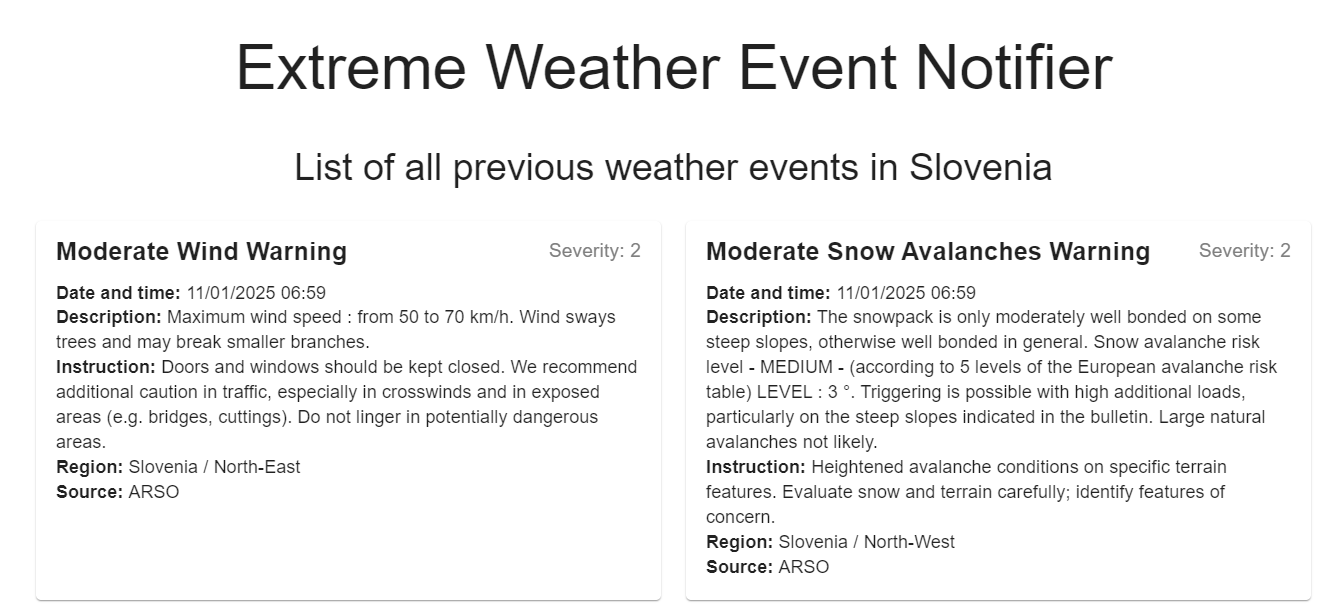 Extreme Weather Event Notifier
List of all previous weather events in Slovenia
Moderate Wind Warning
Severity: 2
Date and time: 11/01/2025 06:59
Description: Maximum wind speed : from 50 to 70 km/h. Wind sways
trees and may break smaller branches.
Instruction: Doors and windows should be kept closed. We recommend
additional caution in traffic, especially in crosswinds and in exposed
areas (e.g. bridges, cuttings). Do not linger in potentially dangerous
areas.
Region: Slovenia / North-East
Source: ARSO
Moderate Snow Avalanches Warning
Severity: 2
Date and time: 11/01/2025 06:59
Description: The snowpack is only moderately well bonded on some
steep slopes, otherwise well bonded in general. Snow avalanche risk
level - MEDIUM - (according to 5 levels of the European avalanche risk
table) LEVEL : 3 °. Triggering is possible with high additional loads,
particularly on the steep slopes indicated in the bulletin. Large natural
avalanches not likely.
Instruction: Heightened avalanche conditions on specific terrain
features. Evaluate snow and terrain carefully; identify features of
concern.
Region: Slovenia / North-West
Source: ARSO